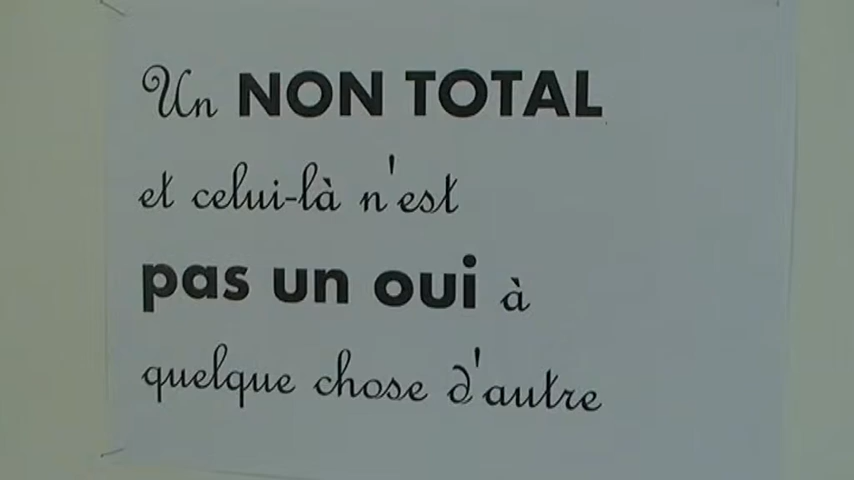 Un NON TOTAL
et celui-là n'est
pas un oui à
quelque chose d'autre